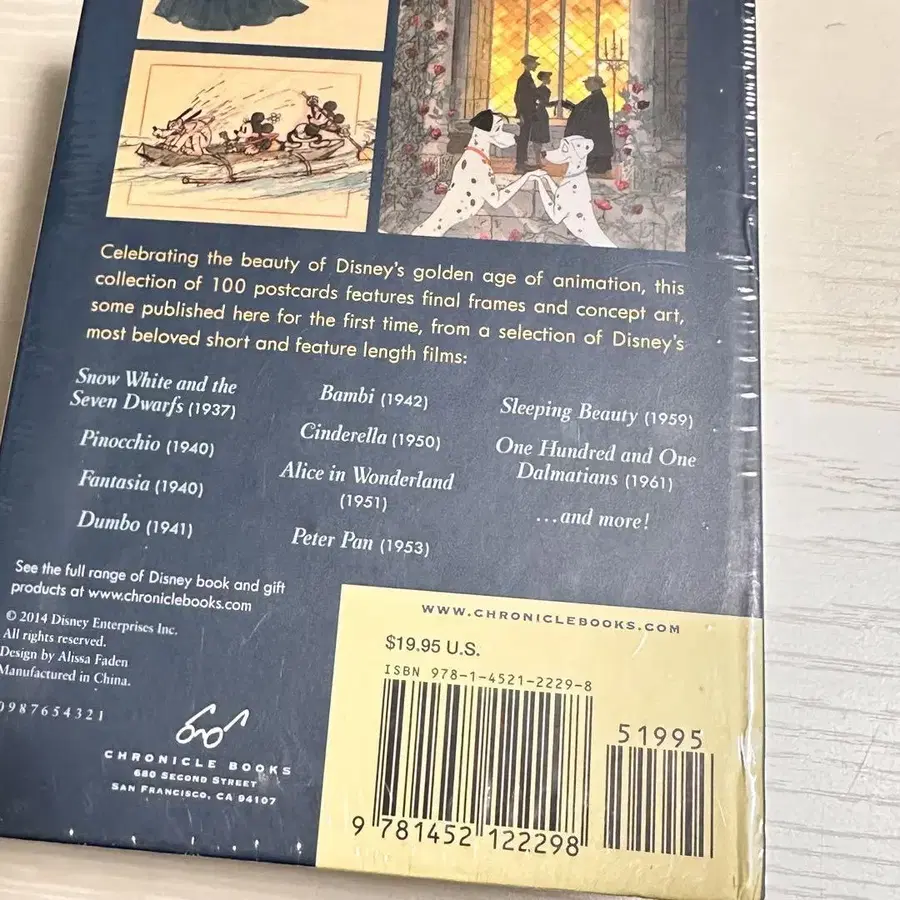 Celebrating the beauty of Disney's golden age of animation, this
collection of 100 postcards features final frames and concept art,
some published here for the first time, from a selection of Disney's
most beloved short and feature length films:
Snow White and the
Seven Dwarfs (1937)
Pinocchio (1940)
Fantasia (1940)
Dumbo (1941)
Bambi (1942)
Cinderella (1950)
Alice in Wonderland
(1951)
Peter Pan (1953)
Sleeping Beauty (1959)
One Hundred and One
Dalmatians (1961)
...and more!
See the full range of Disney book and gift
products at www.chroniclebooks.com
© 2014 Disney Enterprises Inc.
All rights reserved.
Design by Alissa Faden
Manufactured in China.
0987654321
CHRONICLE BOOKS
680 SECOND STREET
SAN FRANCISCO, CA 94107
WWW.CHRONICLEBOOKS.COM
$19.95 U.S.
ISBN 978-1-4521-2229-8
51995
9 781452 122298